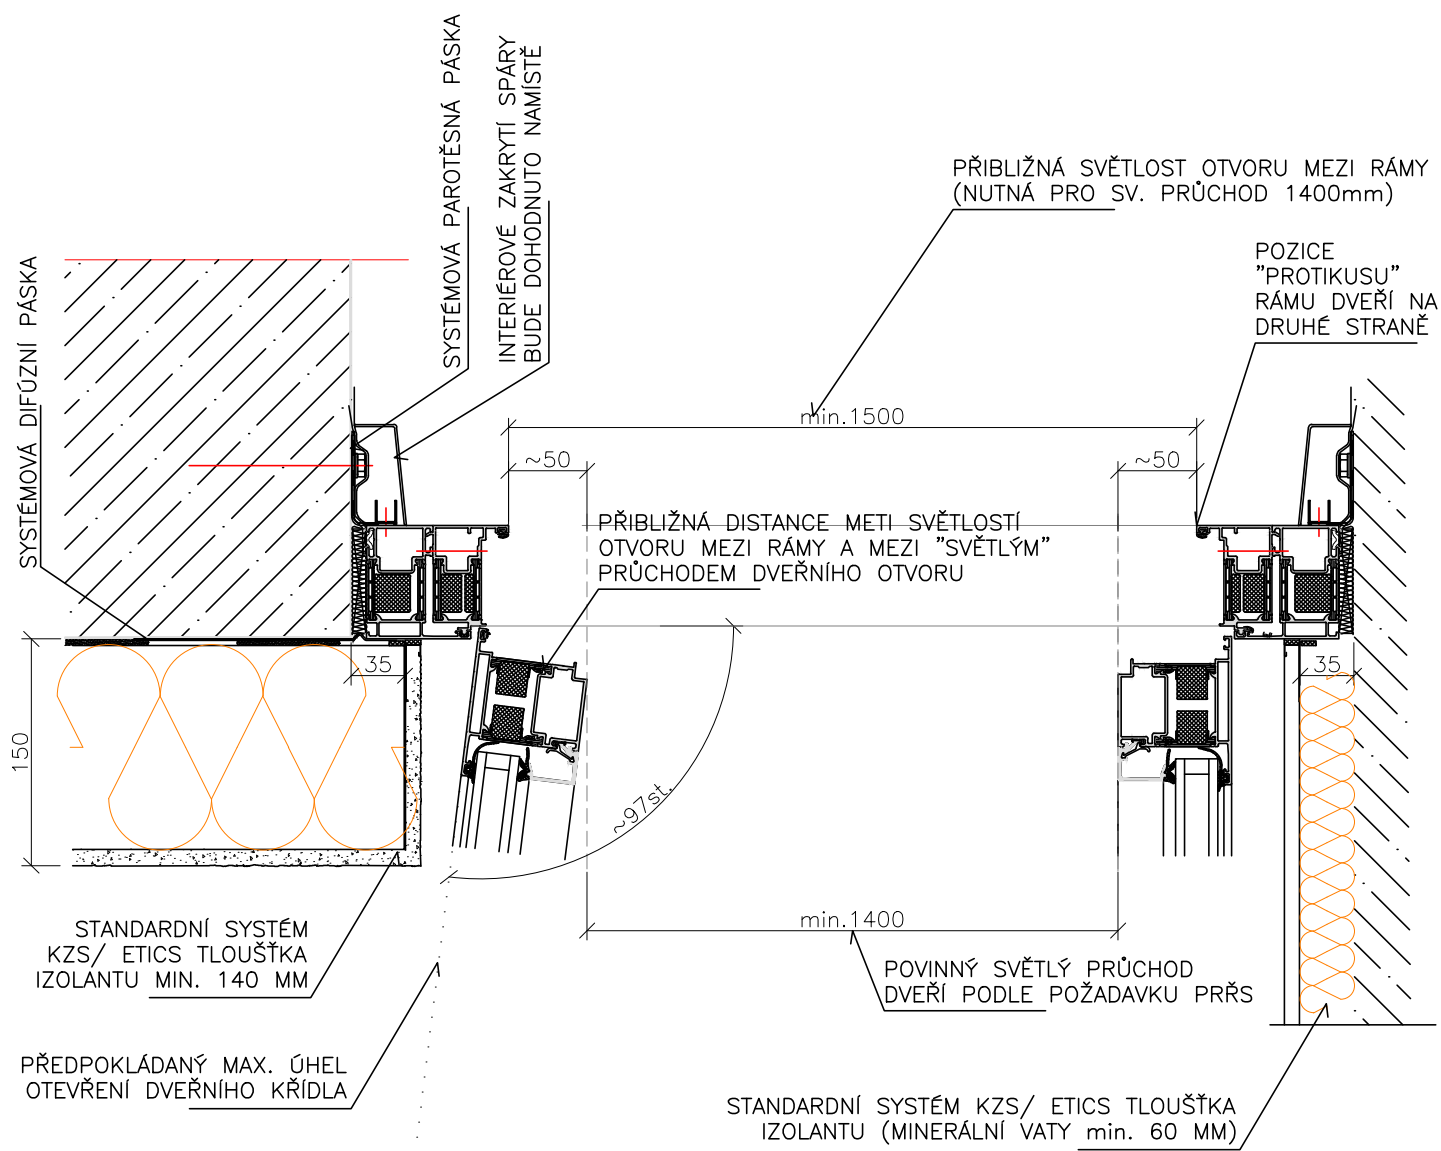 SYSTÉMOVÁ PAROTĚSNÁ PÁSKA
INTERIÉROVÉ ZAKRYTÍ SPÁRY
BUDE DOHODNUTO NAMÍSTĚ
SYSTÉMOVÁ DIFÚZNÍ PÁSKA
PŘIBLIŽNÁ SVĚTLOST OTVORU MEZI RÁMY
(NUTNÁ PRO SV. PRŮCHOD 1400mm)
POZICE
"PROTIKUSU"
RÁMU DVEŘÍ NA
DRUHÉ STRANĚ
min.1500
~50
~50
PŘIBLIŽNÁ DISTANCE METI SVĚTLOSTÍ
OTVORU MEZI RÁMY A MEZI "SVĚTLÝM"
PRŮCHODEM DVEŘNÍHO OTVORU
35
35
150
~97st.
min.1400
STANDARDNÍ SYSTÉM
KZS/ ETICS TLOUŠŤKA
IZOLANTU MIN. 140 MM
POVINNÝ SVĚTLÝ PRŮCHOD
DVEŘÍ PODLE POŽADAVKU PRŘS
PŘEDPOKLÁDANÝ MAX. ÚHEL
OTEVŘENÍ DVEŘNÍHO KŘÍDLA
STANDARDNÍ SYSTÉM KZS/ ETICS TLOUŠŤKA
IZOLANTU (MINERÁLNÍ VATY min. 60 MM)